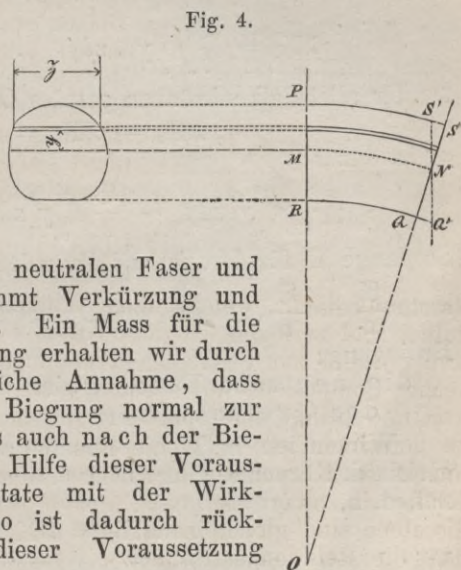 Fig. 4.
z
P
S'
S
y
M
N
R
a
a'
neutralen Faser und
mmt Verkürzung und
Ein Mass für die
ng erhalten wir durch
iche Annahme, dass
Biegung normal zur
s auch nach der Bie-
Hilfe dieser Voraus-
tate mit der Wirk-
o ist dadurch rück-
dieser Voraussetzung
O